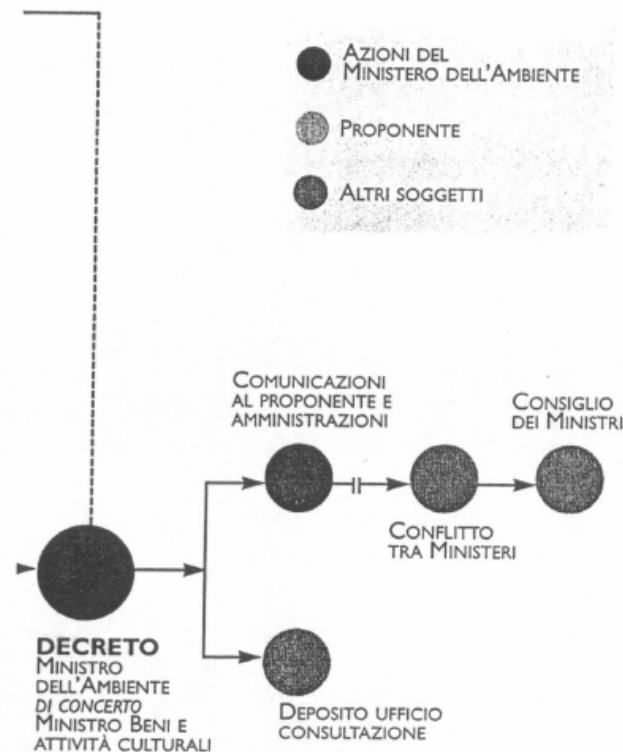 AZIONI DEL
MINISTERO DELL'AMBIENTE
PROPONENTE
ALTRI SOGGETTI
COMUNICAZIONI
AL PROPONENTE E
AMMINISTRAZIONI
CONSIGLIO
DEI MINISTRI
CONFLITTO
TRA MINISTERI
DECRETO
MINISTRO
DELL'AMBIENTE
DI CONCERTO
MINISTRO BENI E
ATTIVITÀ CULTURALI
DEPOSITO UFFICIO
CONSULTAZIONE